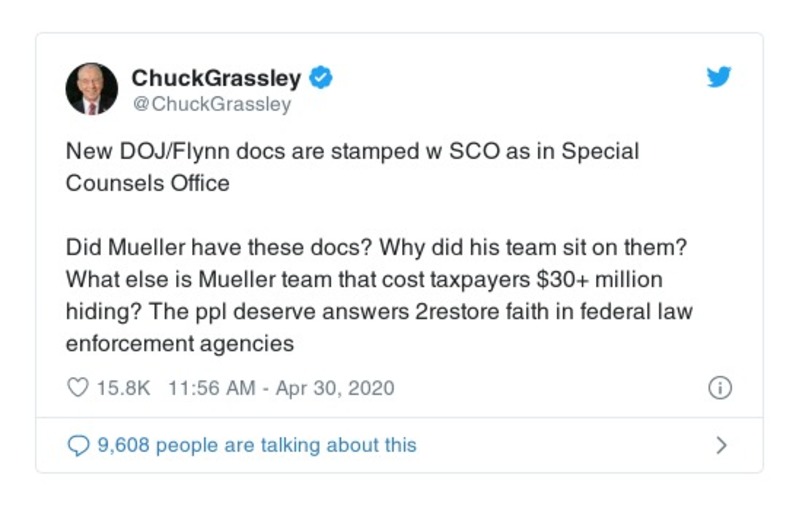 ChuckGrassley
@ChuckGrassley
New DOJ/Flynn docs are stamped w SCO as in Special
Counsels Office
Did Mueller have these docs? Why did his team sit on them?
What else is Mueller team that cost taxpayers $30+ million
hiding? The ppl deserve answers 2restore faith in federal law
enforcement agencies
15.8K 11:56 AM - Apr 30, 2020
9,608 people are talking about this